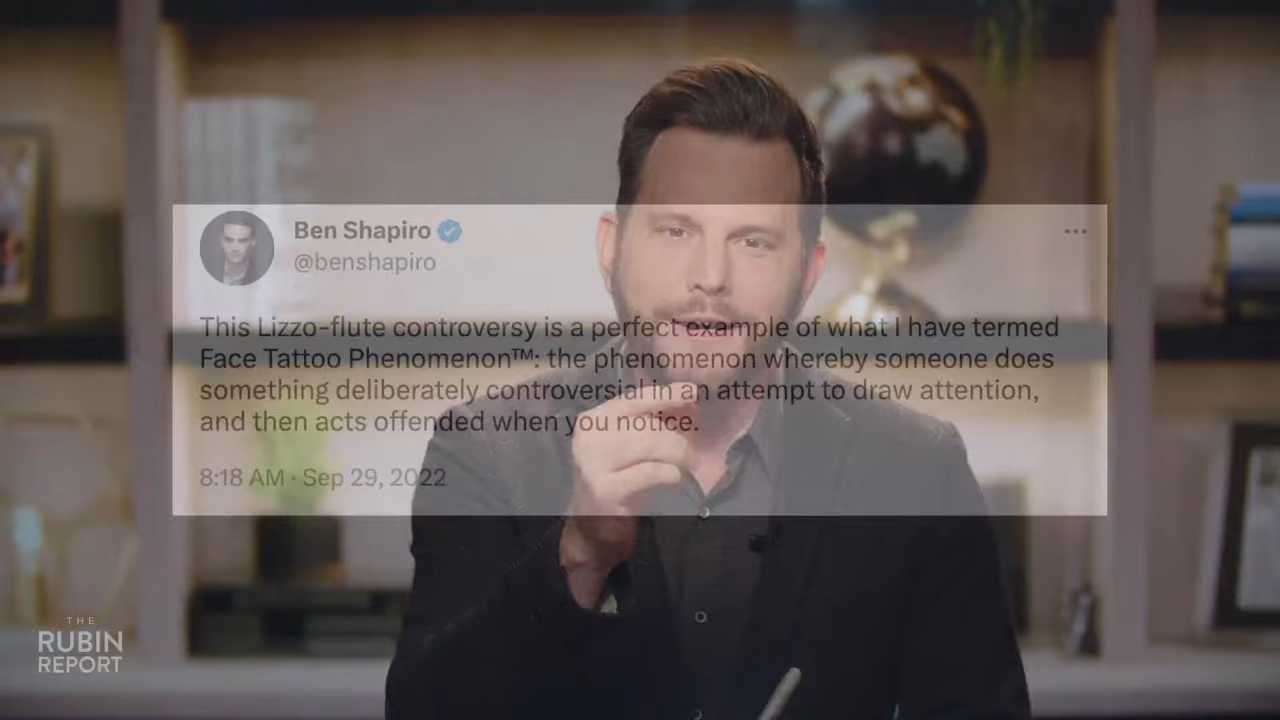 Ben Shapiro
@benshapiro
This Lizzo-flute controversy is a perfect example of what I have termed
Face Tattoo Phenomenon™: the phenomenon whereby someone does
something deliberately controversial in an attempt to draw attention,
and then acts offended when you notice.
8:18 AM · Sep 29, 2022
THE
RUBIN
REPORT